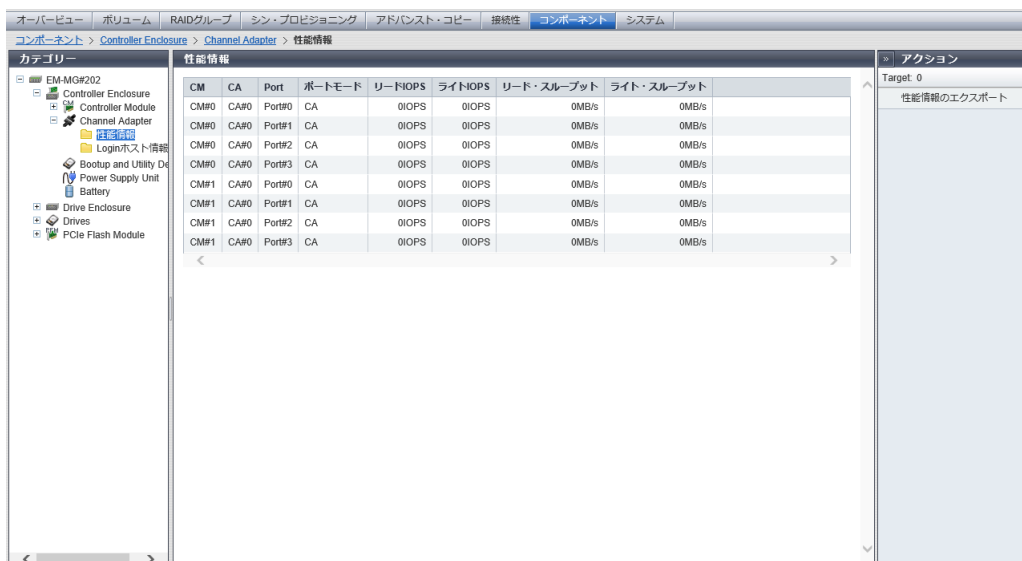 オーバービュー ボリューム RAIDグループ シン・プロビジョニング アドバンスト・コピー 接続性 コンポーネント システム
コンポーネント > Controller Enclosure > Channel Adapter > 性能情報
カテゴリー
EM-MG#202
Controller Enclosure
Controller Module
Channel Adapter
性能情報
Loginホスト情報
Bootup and Utility De
Power Supply Unit
Battery
Drive Enclosure
Drives
PCIe Flash Module
性能情報
CM CA Port ポートモード リードIOPS ライトIOPS リード・スループット ライト・スループット
CM#0 CA#0 Port#0 CA 0IOPS 0IOPS 0MB/s 0MB/s
CM#0 CA#0 Port#1 CA 0IOPS 0IOPS 0MB/s 0MB/s
CM#0 CA#0 Port#2 CA 0IOPS 0IOPS 0MB/s 0MB/s
CM#0 CA#0 Port#3 CA 0IOPS 0IOPS 0MB/s 0MB/s
CM#1 CA#0 Port#0 CA 0IOPS 0IOPS 0MB/s 0MB/s
CM#1 CA#0 Port#1 CA 0IOPS 0IOPS 0MB/s 0MB/s
CM#1 CA#0 Port#2 CA 0IOPS 0IOPS 0MB/s 0MB/s
CM#1 CA#0 Port#3 CA 0IOPS 0IOPS 0MB/s 0MB/s
» アクション
Target: 0
性能情報のエクスポート